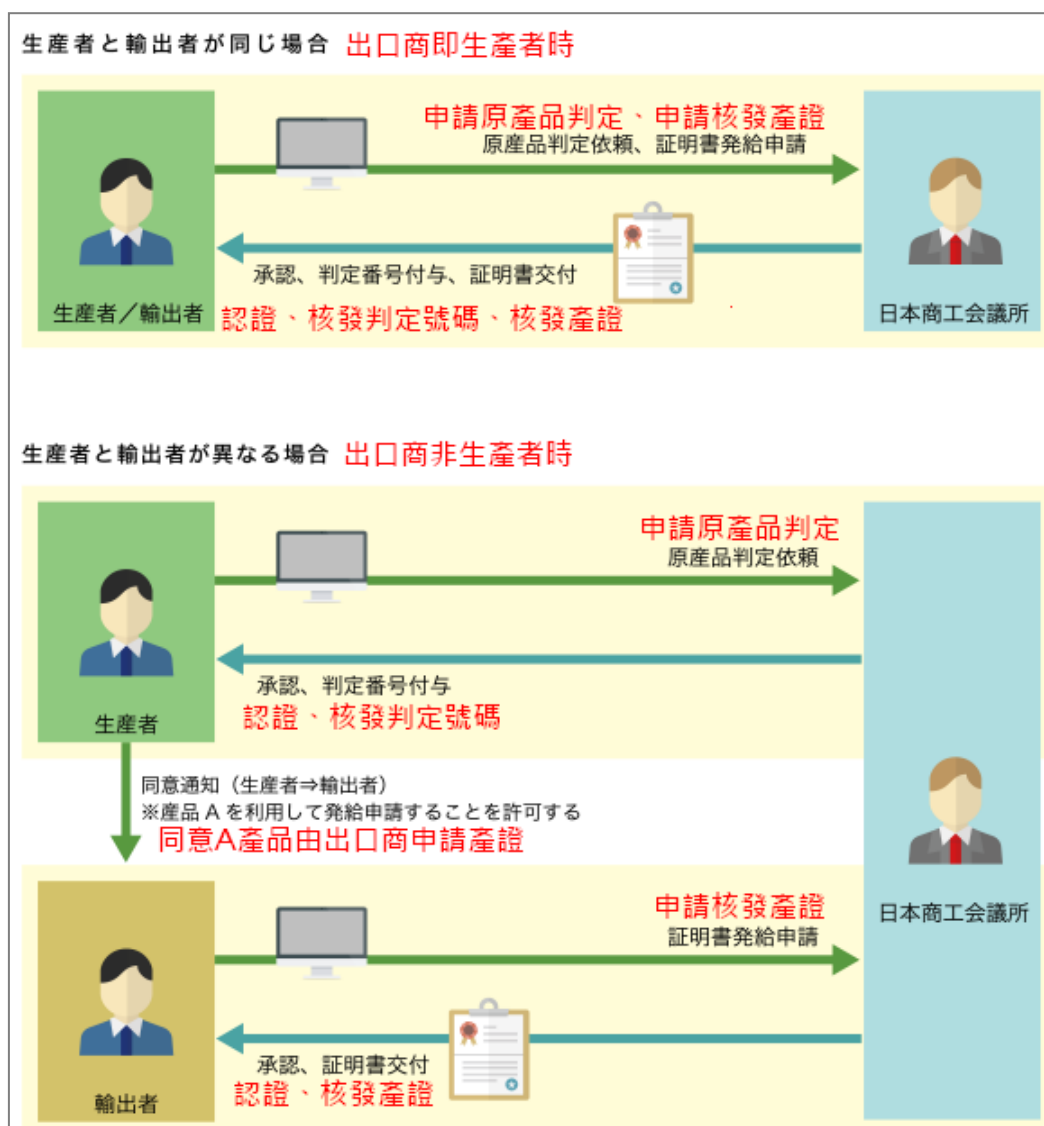 生産者と輸出者が同じ場合 出口商即生產者時
申請原產品判定、申請核發產證
原産品判定依頼、証明書発給申請
承認、判定番号付与、証明書交付
生産者／輸出者
認證、核發判定號碼、核發產證
日本商工会議所
生産者と輸出者が異なる場合 出口商非生產者時
申請原產品判定
原産品判定依頼
承認、判定番号付与
認證、核發判定號碼
生産者
同意通知（生産者⇒輸出者）
※産品 A を利用して発給申請することを許可する
同意A產品由出口商申請產證
申請核發產證
証明書発給申請
日本商工会議所
承認、証明書交付
認證、核發產證
輸出者